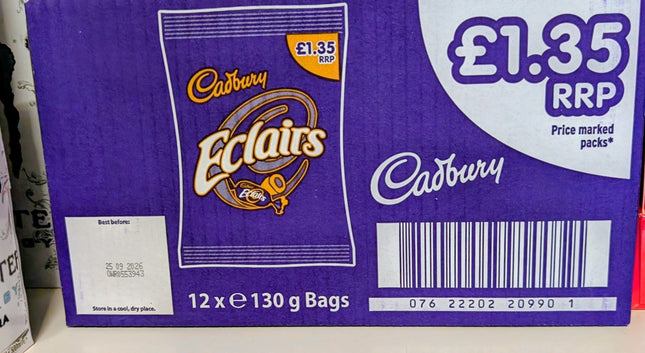 £1.35
RRP
Cadbury
Eclairs
Eclairs
£1.35
RRP
Price marked
packs*
Cadbury
Best before:
25 09 2026
Store in a cool, dry place.
12 x ℮ 130 g Bags
076 22202 20990 1